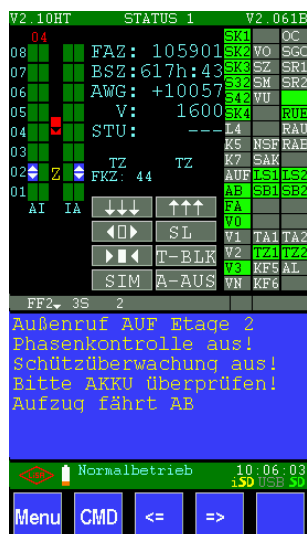 V2.10HT STATUS 1 V2.061B
04 SK1 OC
08 FAZ: 105901 SK2 VO SGC
07 BSZ:617h:43 SK3 SZ SR1
06 AWG: +10057 S32 SM SR2
05 V: 1600 S42 VU
04 STU: --- SK4 RUE
L4 RAU
03 K5 NSF RAB
TZ TZ K7 SAK
02 Z FKZ: 44 AUF LS1 LS2
01 AB SB1 SB2
AI IA ↓↓↓ ↑↑↑ FA
V0
SL V1 TA1 TA2
T-BLK V2 TZ1 TZ2
V3 KF5 AL
SIM A-AUS VN KF6
FF2 3S 2
Außenruf AUF Etage 2
Phasenkontrolle aus!
Schützüberwachung aus!
Bitte AKKU überprüfen!
Aufzug fährt AB
Normalbetrieb 10:06:03
iSD USB SD
Menu CMD <= =>